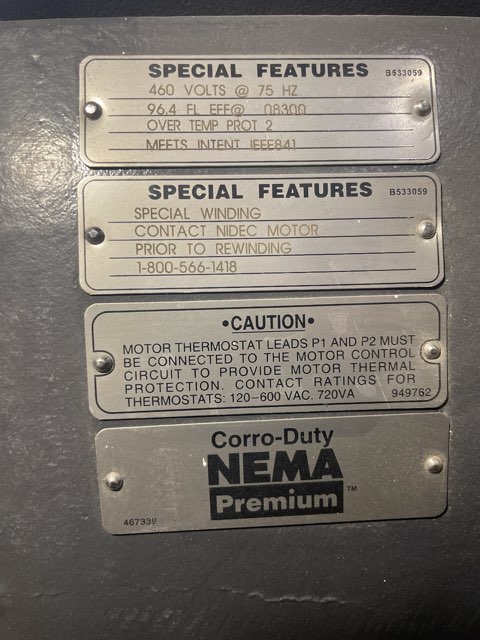 SPECIAL FEATURES B533059
460 VOLTS @ 75 HZ
96.4 FL EFF@ 08300
OVER TEMP PROT 2
MEETS INTENT IEEE841
SPECIAL FEATURES B533059
SPECIAL WINDING
CONTACT NIDEC MOTOR
PRIOR TO REWINDING
1-800-566-1418
•CAUTION•
MOTOR THERMOSTAT LEADS P1 AND P2 MUST
BE CONNECTED TO THE MOTOR CONTROL
CIRCUIT TO PROVIDE MOTOR THERMAL
PROTECTION. CONTACT RATINGS FOR
THERMOSTATS: 120-600 VAC. 720VA 949762
Corro-Duty
NEMA
Premium™
467339